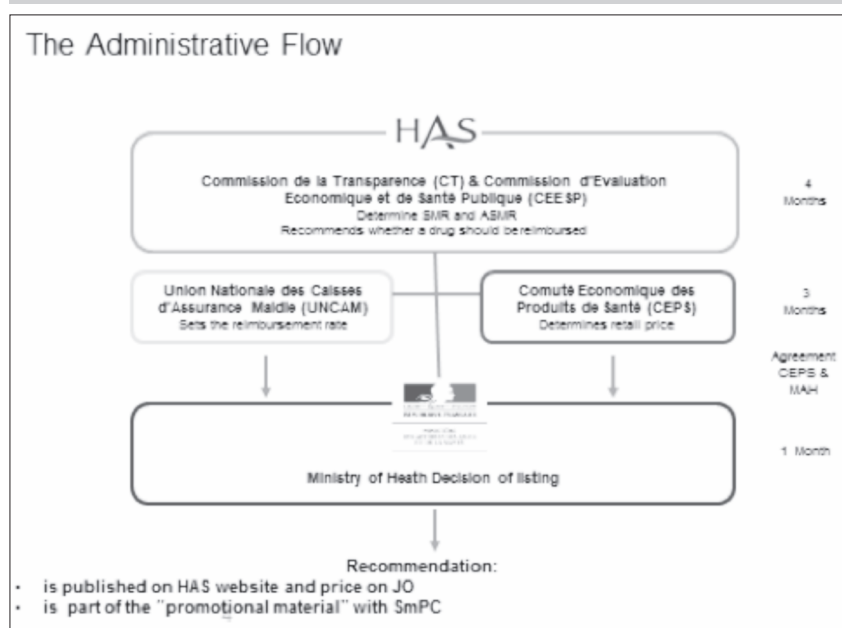 The Administrative Flow
HAS
Commission de la Transparence (CT) & Commission d'Evaluation
Economique et de Santé Publique (CEESP)
Determine SMR and ASMR
Recommends whether a drug should be reimbursed
4
Months
Union Nationale des Caisses
d'Assurance Maldie (UNCAM)
Sets the reimbursement rate
Comuté Economique des
Produits de Santé (CEPS)
Determines retail price
3
Months
Agreement
CEPS &
MAH
Ministry of Heath Decision of listing
1 Month
Recommendation:
• is published on HAS website and price on JO
• is part of the "promotional material" with SmPC